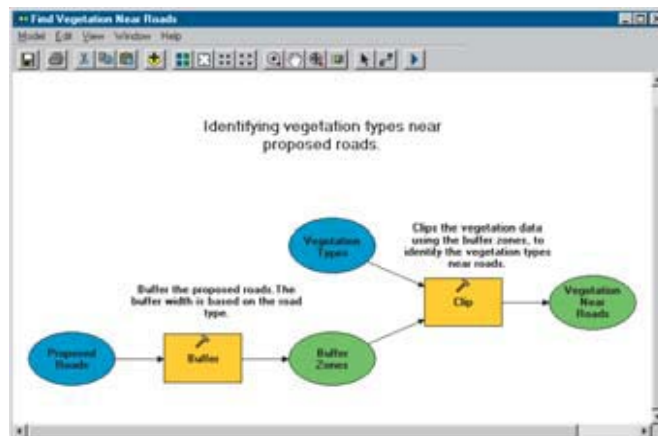 Find Vegetation Near Roads
Model Edit View Window Help
Identifying vegetation types near
proposed roads.
Vegetation
Types
Clips the vegetation data
using the buffer zones, to
identify the vegetation types
near roads.
Buffer the proposed roads. The
buffer width is based on the road
type.
Clip
Vegetation
Near
Roads
Proposed
Roads
Buffer
Buffer
Zones